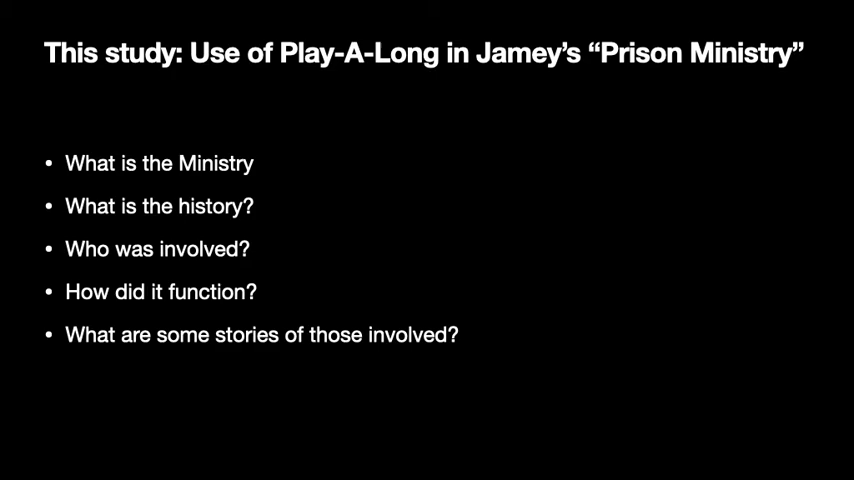 This study: Use of Play-A-Long in Jamey’s “Prison Ministry”
• What is the Ministry
• What is the history?
• Who was involved?
• How did it function?
• What are some stories of those involved?